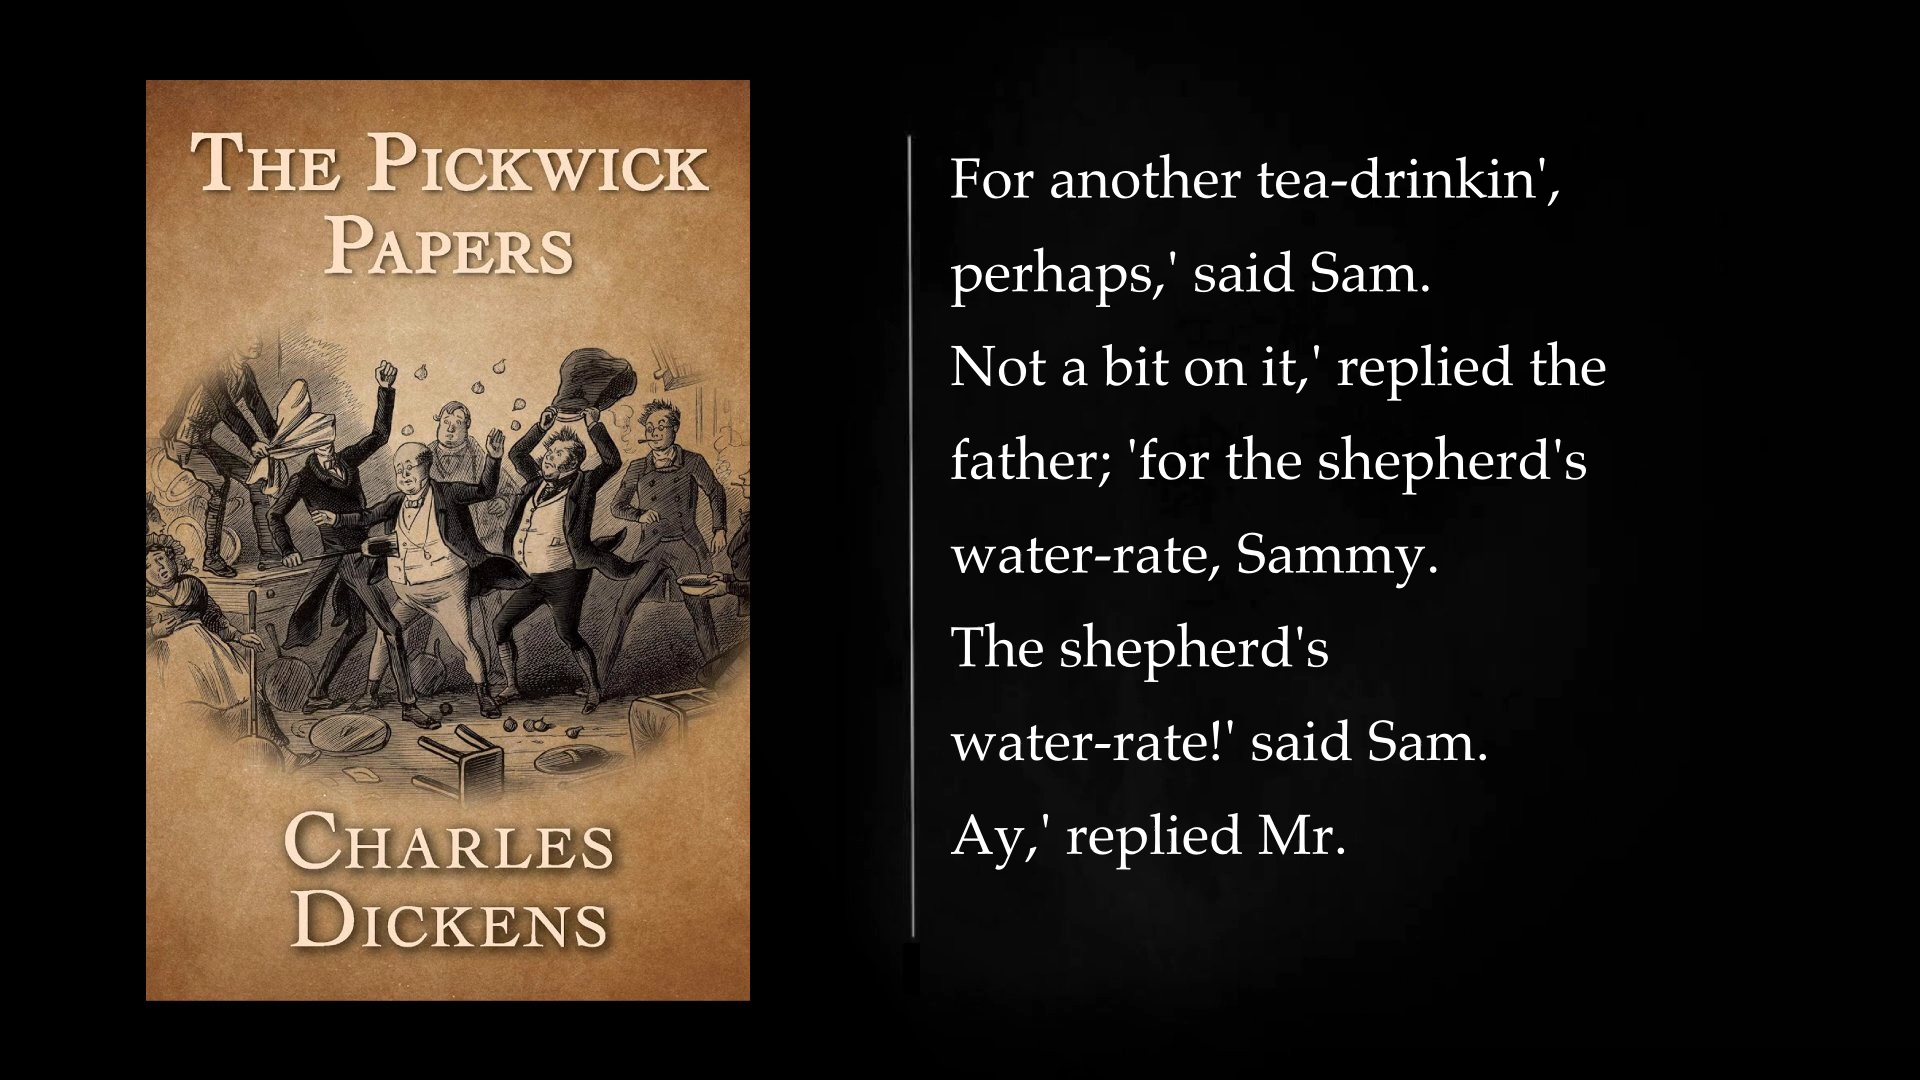 THE PICKWICK
PAPERS
CHARLES
DICKENS
For another tea-drinkin',
perhaps,' said Sam.
Not a bit on it,' replied the
father; 'for the shepherd's
water-rate, Sammy.
The shepherd's
water-rate!' said Sam.
Ay,' replied Mr.